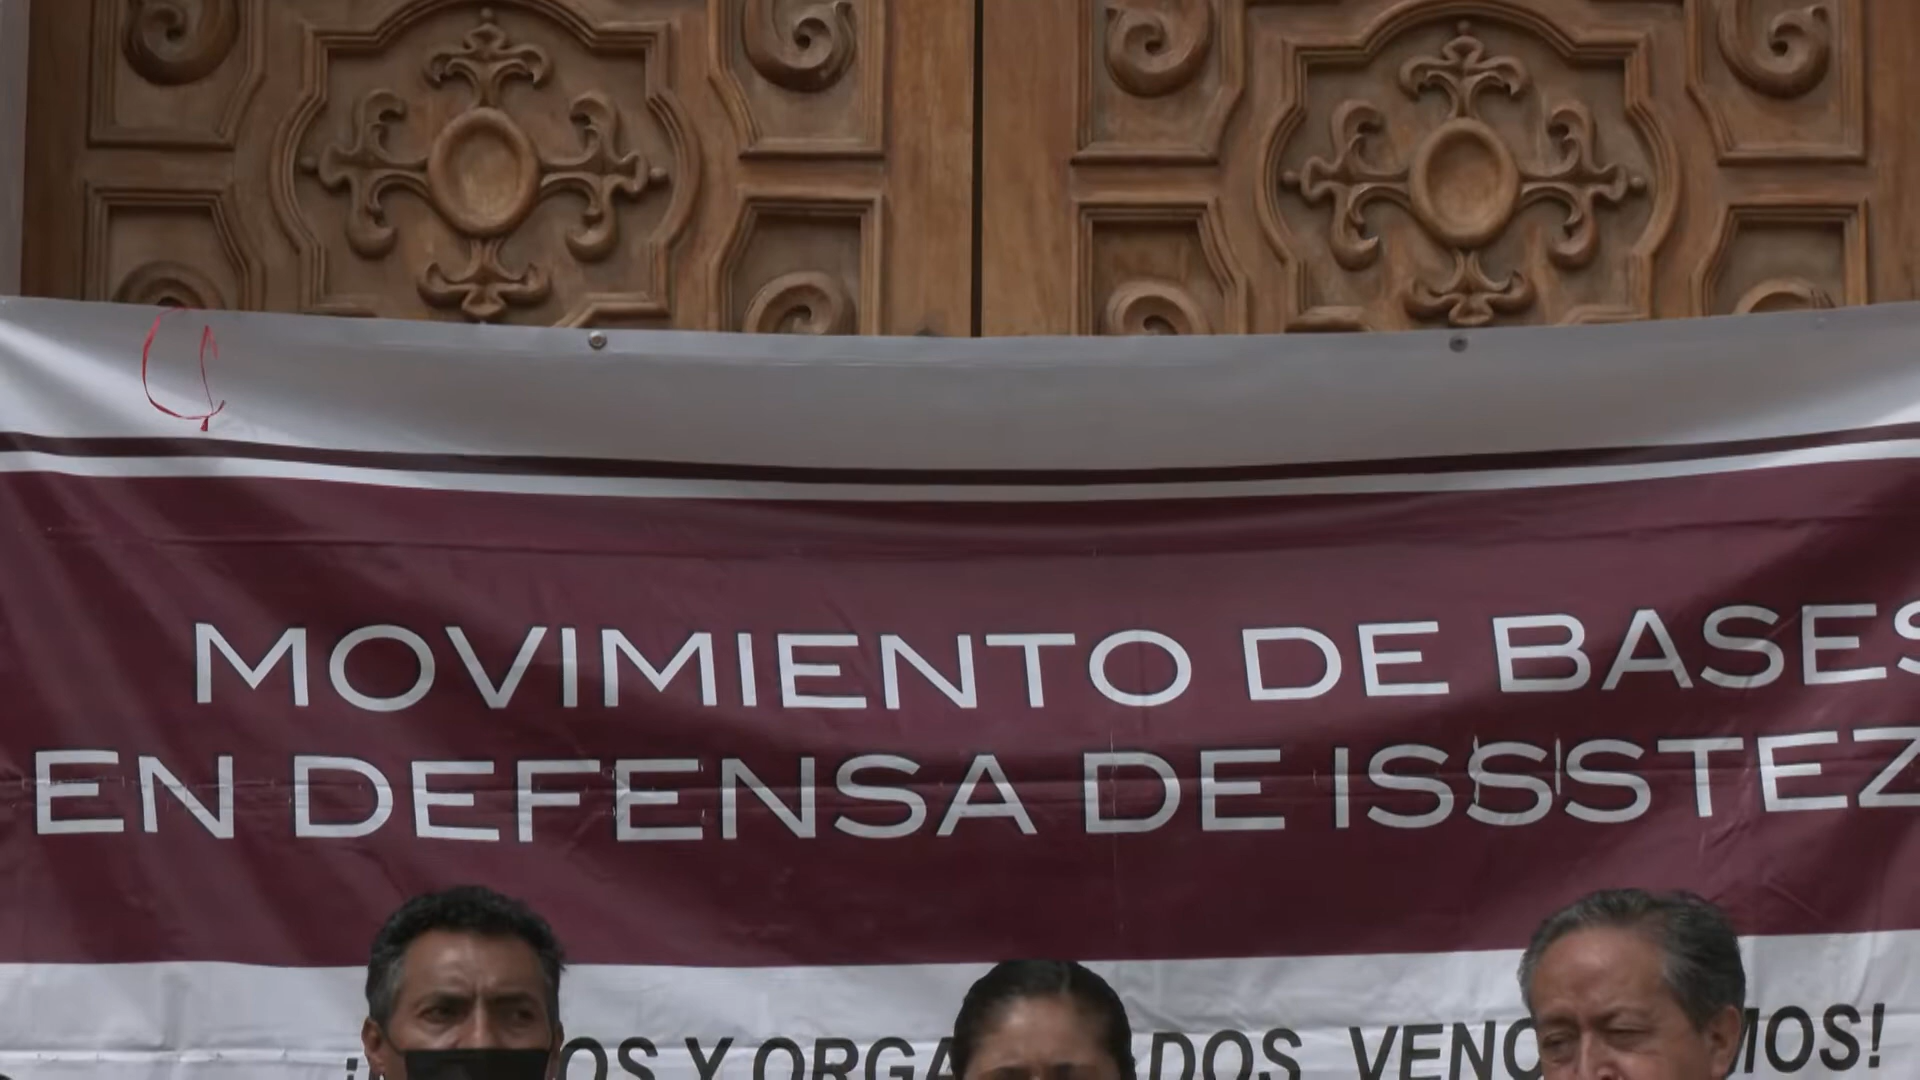 MOVIMIENTO DE BASES
EN DEFENSA DE ISSSTEZ
Y